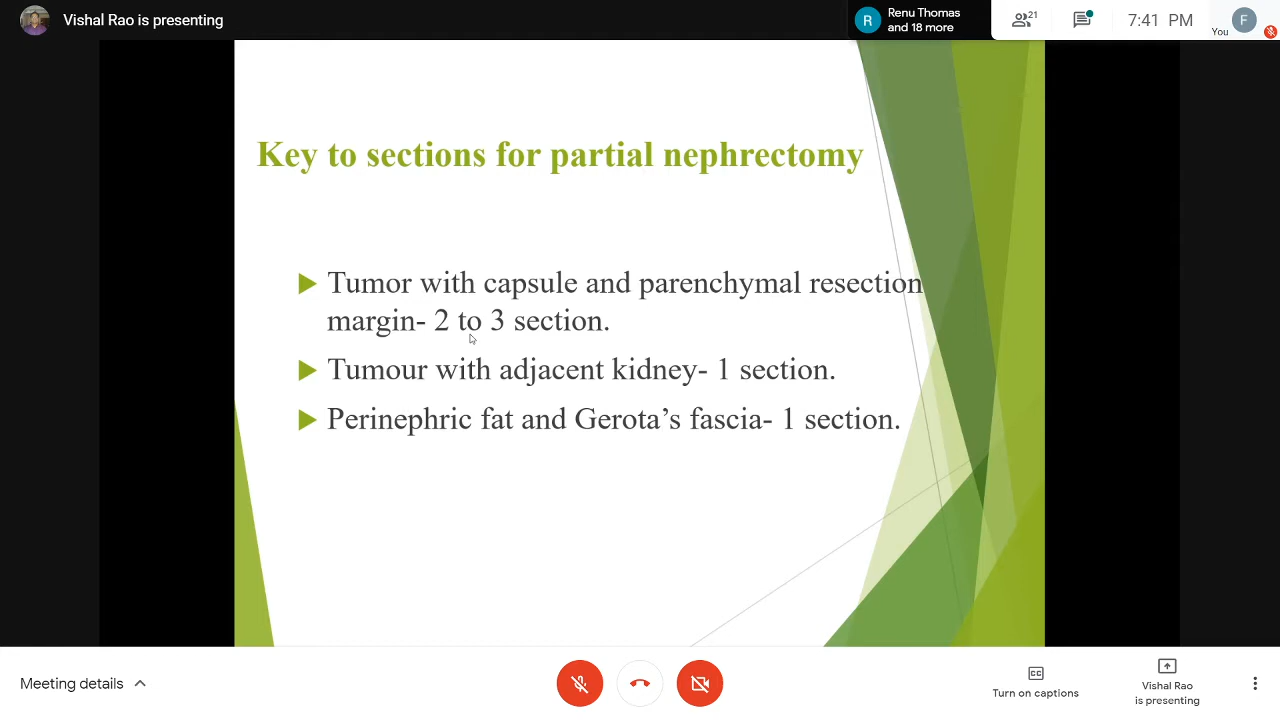 Vishal Rao is presenting
R
Renu Thomas
and 18 more
21
7:41 PM
You
F
Key to sections for partial nephrectomy
Tumor with capsule and parenchymal resection
margin- 2 to 3 section.
Tumour with adjacent kidney- 1 section.
Perinephric fat and Gerota’s fascia- 1 section.
Meeting details
CC
Turn on captions
Vishal Rao
is presenting